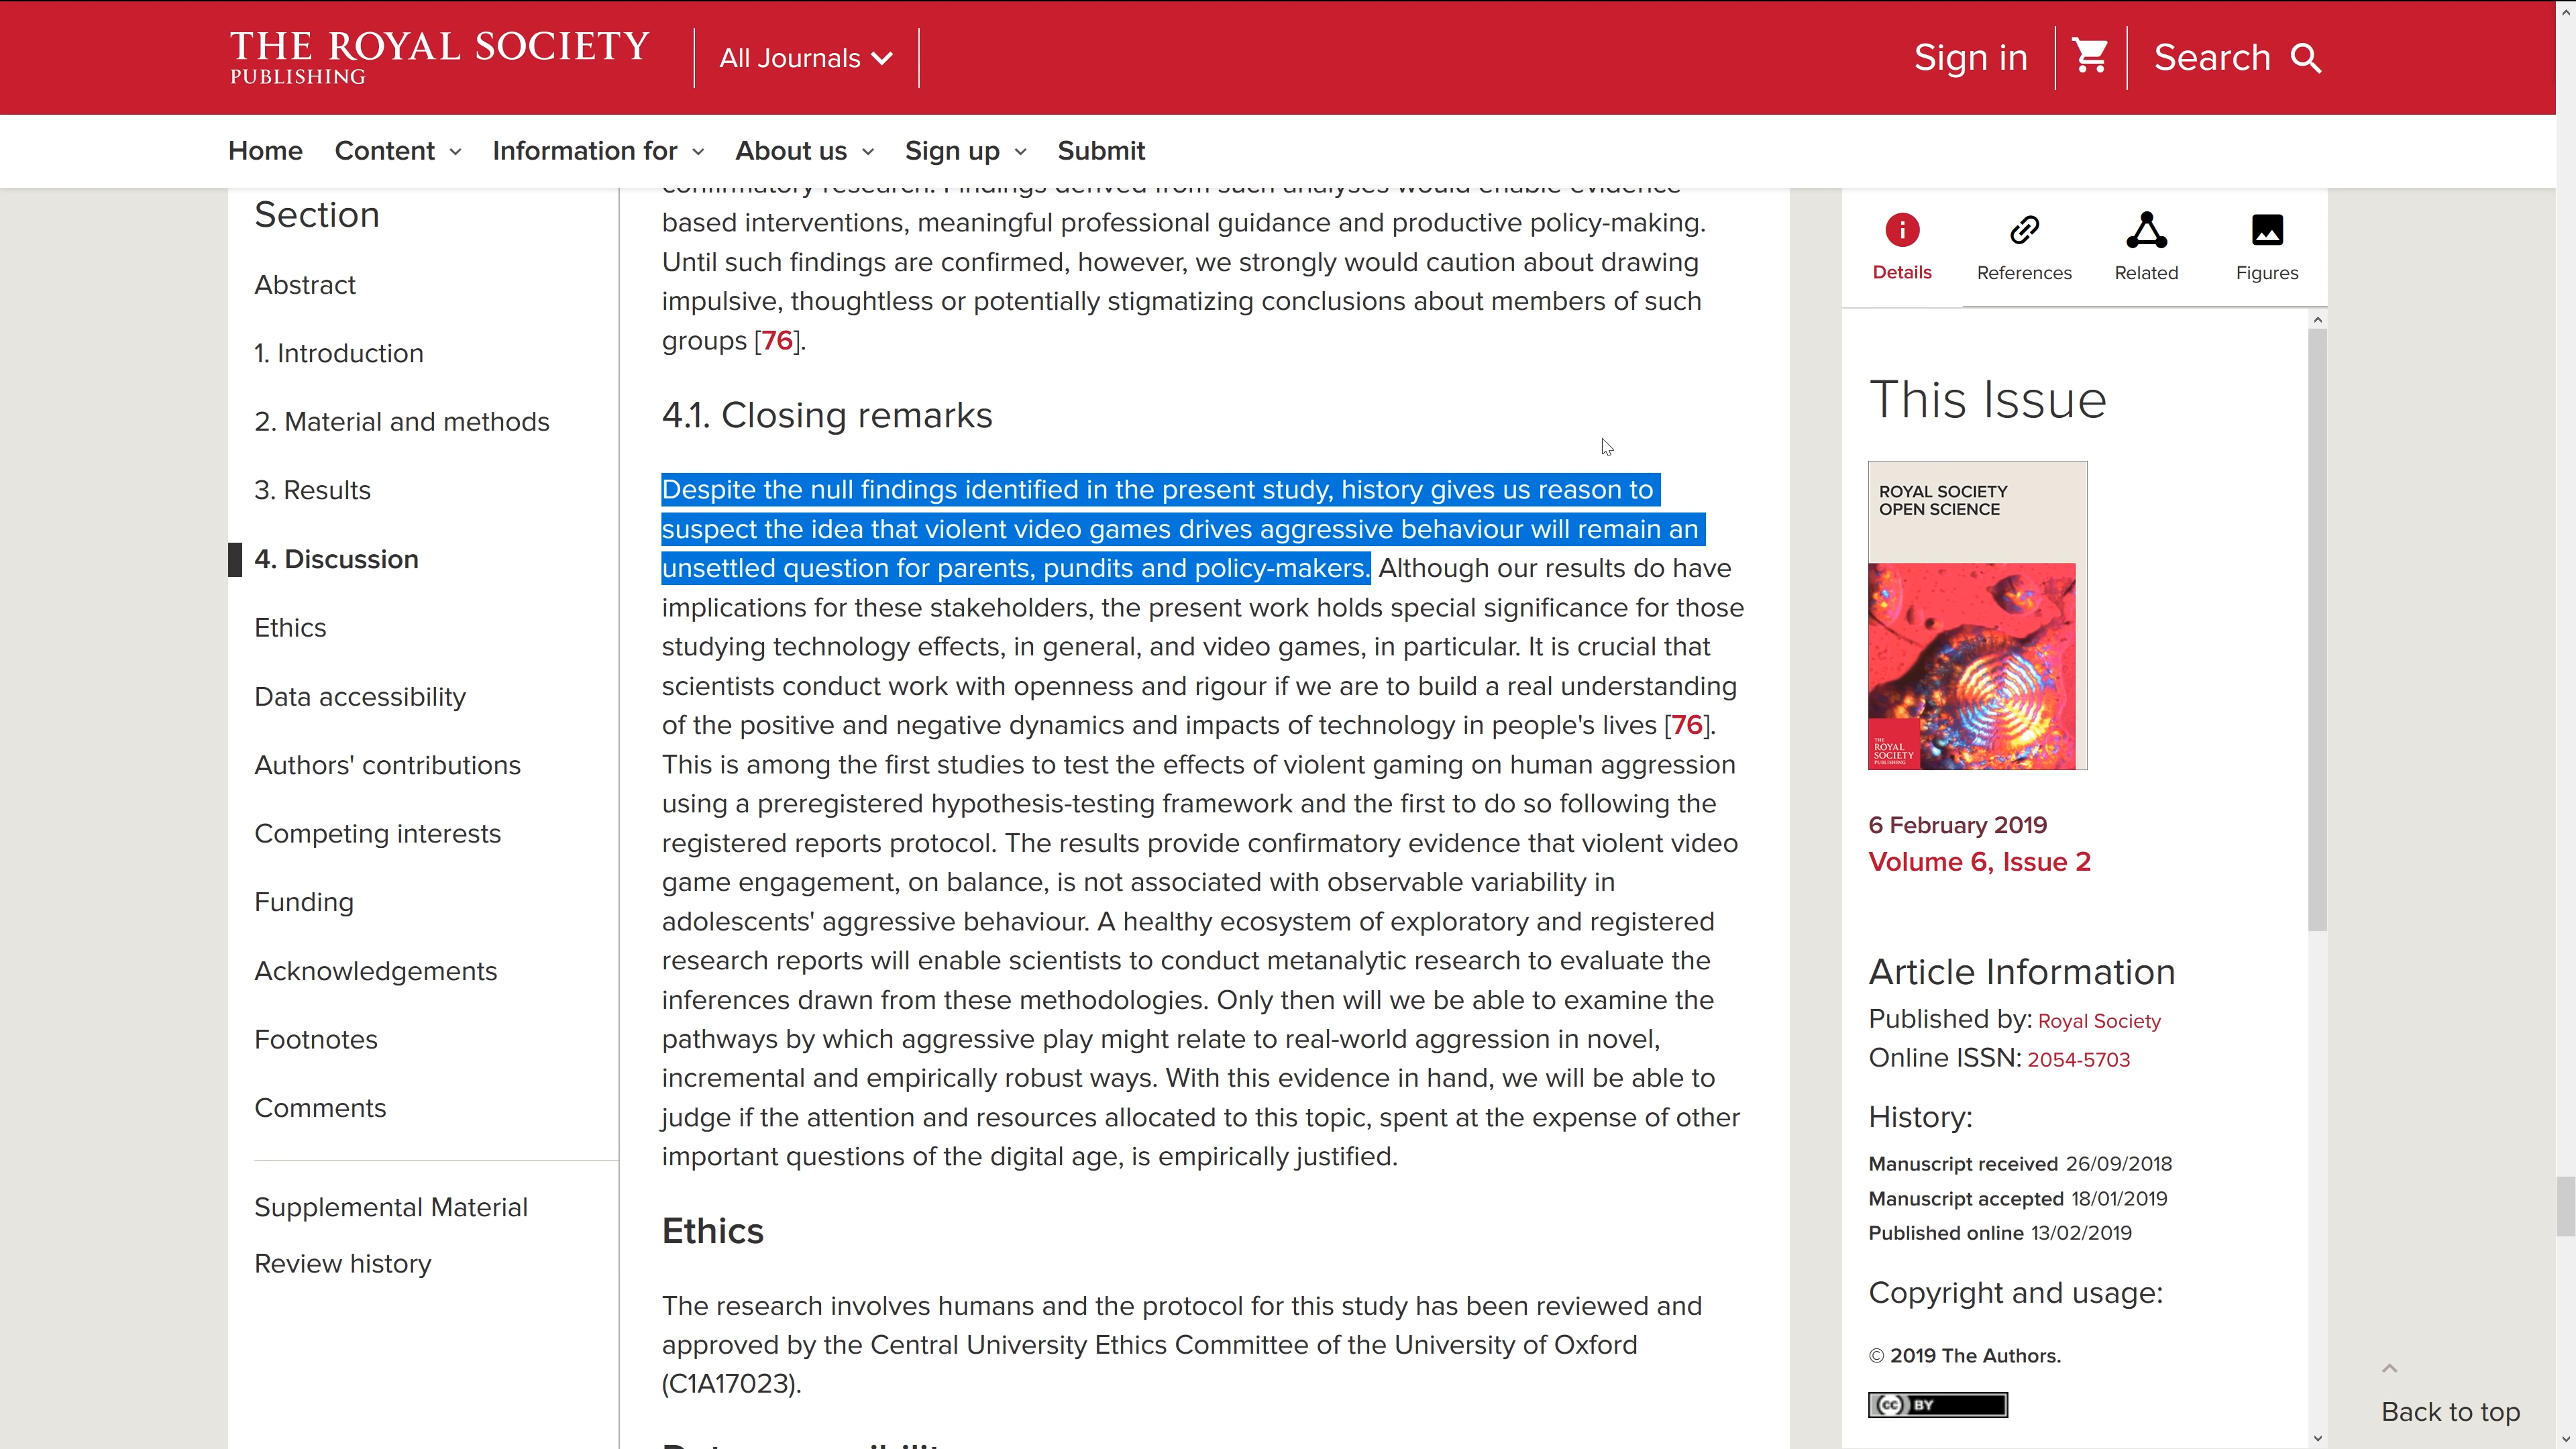 THE ROYAL SOCIETY
PUBLISHING
All Journals
Sign in
Search
Home
Content
Information for
About us
Sign up
Submit
Section
Abstract
1. Introduction
2. Material and methods
3. Results
4. Discussion
Ethics
Data accessibility
Authors' contributions
Competing interests
Funding
Acknowledgements
Footnotes
Comments
Supplemental Material
Review history
confirmatory research. Findings derived from such analyses would enable evidence-
based interventions, meaningful professional guidance and productive policy-making.
Until such findings are confirmed, however, we strongly would caution about drawing
impulsive, thoughtless or potentially stigmatizing conclusions about members of such
groups [76].
4.1. Closing remarks
Despite the null findings identified in the present study, history gives us reason to
suspect the idea that violent video games drives aggressive behaviour will remain an
unsettled question for parents, pundits and policy-makers. Although our results do have
implications for these stakeholders, the present work holds special significance for those
studying technology effects, in general, and video games, in particular. It is crucial that
scientists conduct work with openness and rigour if we are to build a real understanding
of the positive and negative dynamics and impacts of technology in people's lives [76].
This is among the first studies to test the effects of violent gaming on human aggression
using a preregistered hypothesis-testing framework and the first to do so following the
registered reports protocol. The results provide confirmatory evidence that violent video
game engagement, on balance, is not associated with observable variability in
adolescents' aggressive behaviour. A healthy ecosystem of exploratory and registered
research reports will enable scientists to conduct metanalytic research to evaluate the
inferences drawn from these methodologies. Only then will we be able to examine the
pathways by which aggressive play might relate to real-world aggression in novel,
incremental and empirically robust ways. With this evidence in hand, we will be able to
judge if the attention and resources allocated to this topic, spent at the expense of other
important questions of the digital age, is empirically justified.
Ethics
The research involves humans and the protocol for this study has been reviewed and
approved by the Central University Ethics Committee of the University of Oxford
(C1A17023).
Details
References
Related
Figures
This Issue
ROYAL SOCIETY
OPEN SCIENCE
THE
ROYAL
SOCIETY
PUBLISHING
6 February 2019
Volume 6, Issue 2
Article Information
Published by: Royal Society
Online ISSN: 2054-5703
History:
Manuscript received 26/09/2018
Manuscript accepted 18/01/2019
Published online 13/02/2019
Copyright and usage:
© 2019 The Authors.
cc BY
Back to top